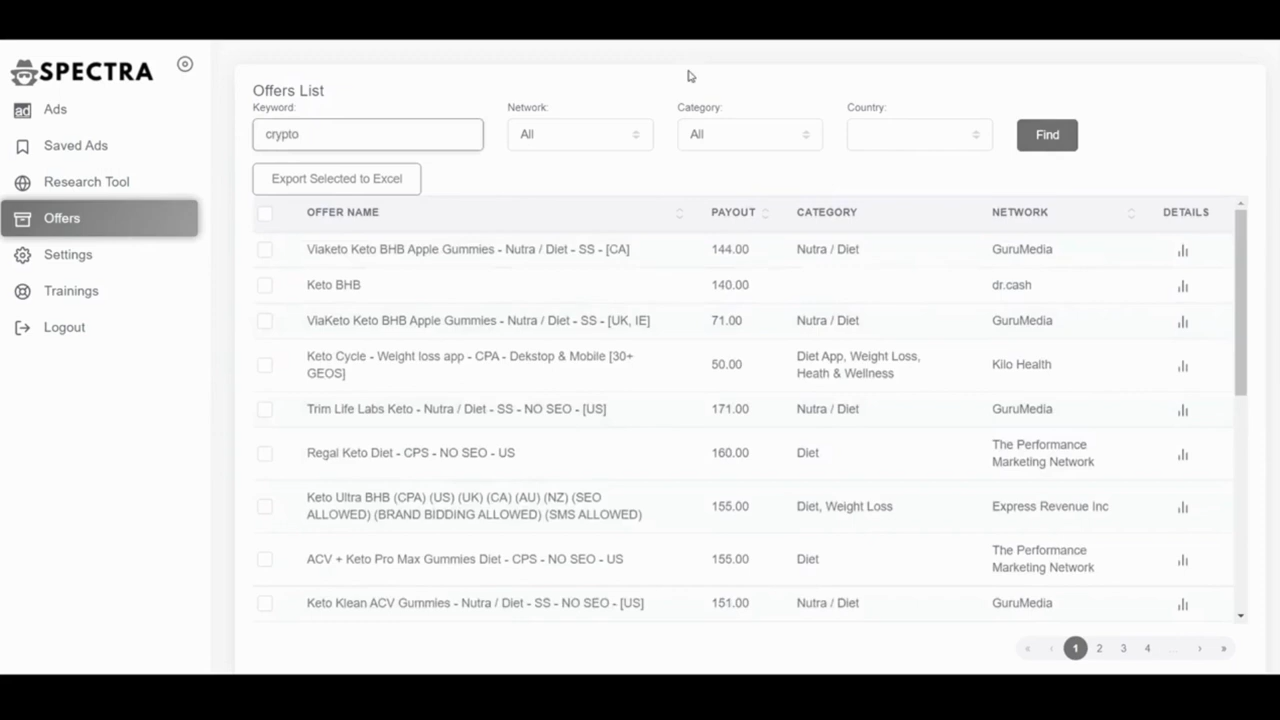 SPECTRA
ad Ads
Saved Ads
Research Tool
Offers
Settings
Trainings
Logout
Offers List
Keyword: Network: Category: Country:
crypto All All Find
Export Selected to Excel
OFFER NAME PAYOUT CATEGORY NETWORK DETAILS
Viaketo Keto BHB Apple Gummies - Nutra / Diet - SS - [CA] 144.00 Nutra / Diet GuruMedia
Keto BHB 140.00 dr.cash
ViaKeto Keto BHB Apple Gummies - Nutra / Diet - SS - [UK, IE] 71.00 Nutra / Diet GuruMedia
Keto Cycle - Weight loss app - CPA - Dekstop & Mobile [30+
GEOS] 50.00 Diet App, Weight Loss,
Heath & Wellness Kilo Health
Trim Life Labs Keto - Nutra / Diet - SS - NO SEO - [US] 171.00 Nutra / Diet GuruMedia
Regal Keto Diet - CPS - NO SEO - US 160.00 Diet The Performance
Marketing Network
Keto Ultra BHB (CPA) (US) (UK) (CA) (AU) (NZ) (SEO
ALLOWED) (BRAND BIDDING ALLOWED) (SMS ALLOWED) 155.00 Diet, Weight Loss Express Revenue Inc
ACV + Keto Pro Max Gummies Diet - CPS - NO SEO - US 155.00 Diet The Performance
Marketing Network
Keto Klean ACV Gummies - Nutra / Diet - SS - NO SEO - [US] 151.00 Nutra / Diet GuruMedia
« ‹ 1 2 3 4 ... › »